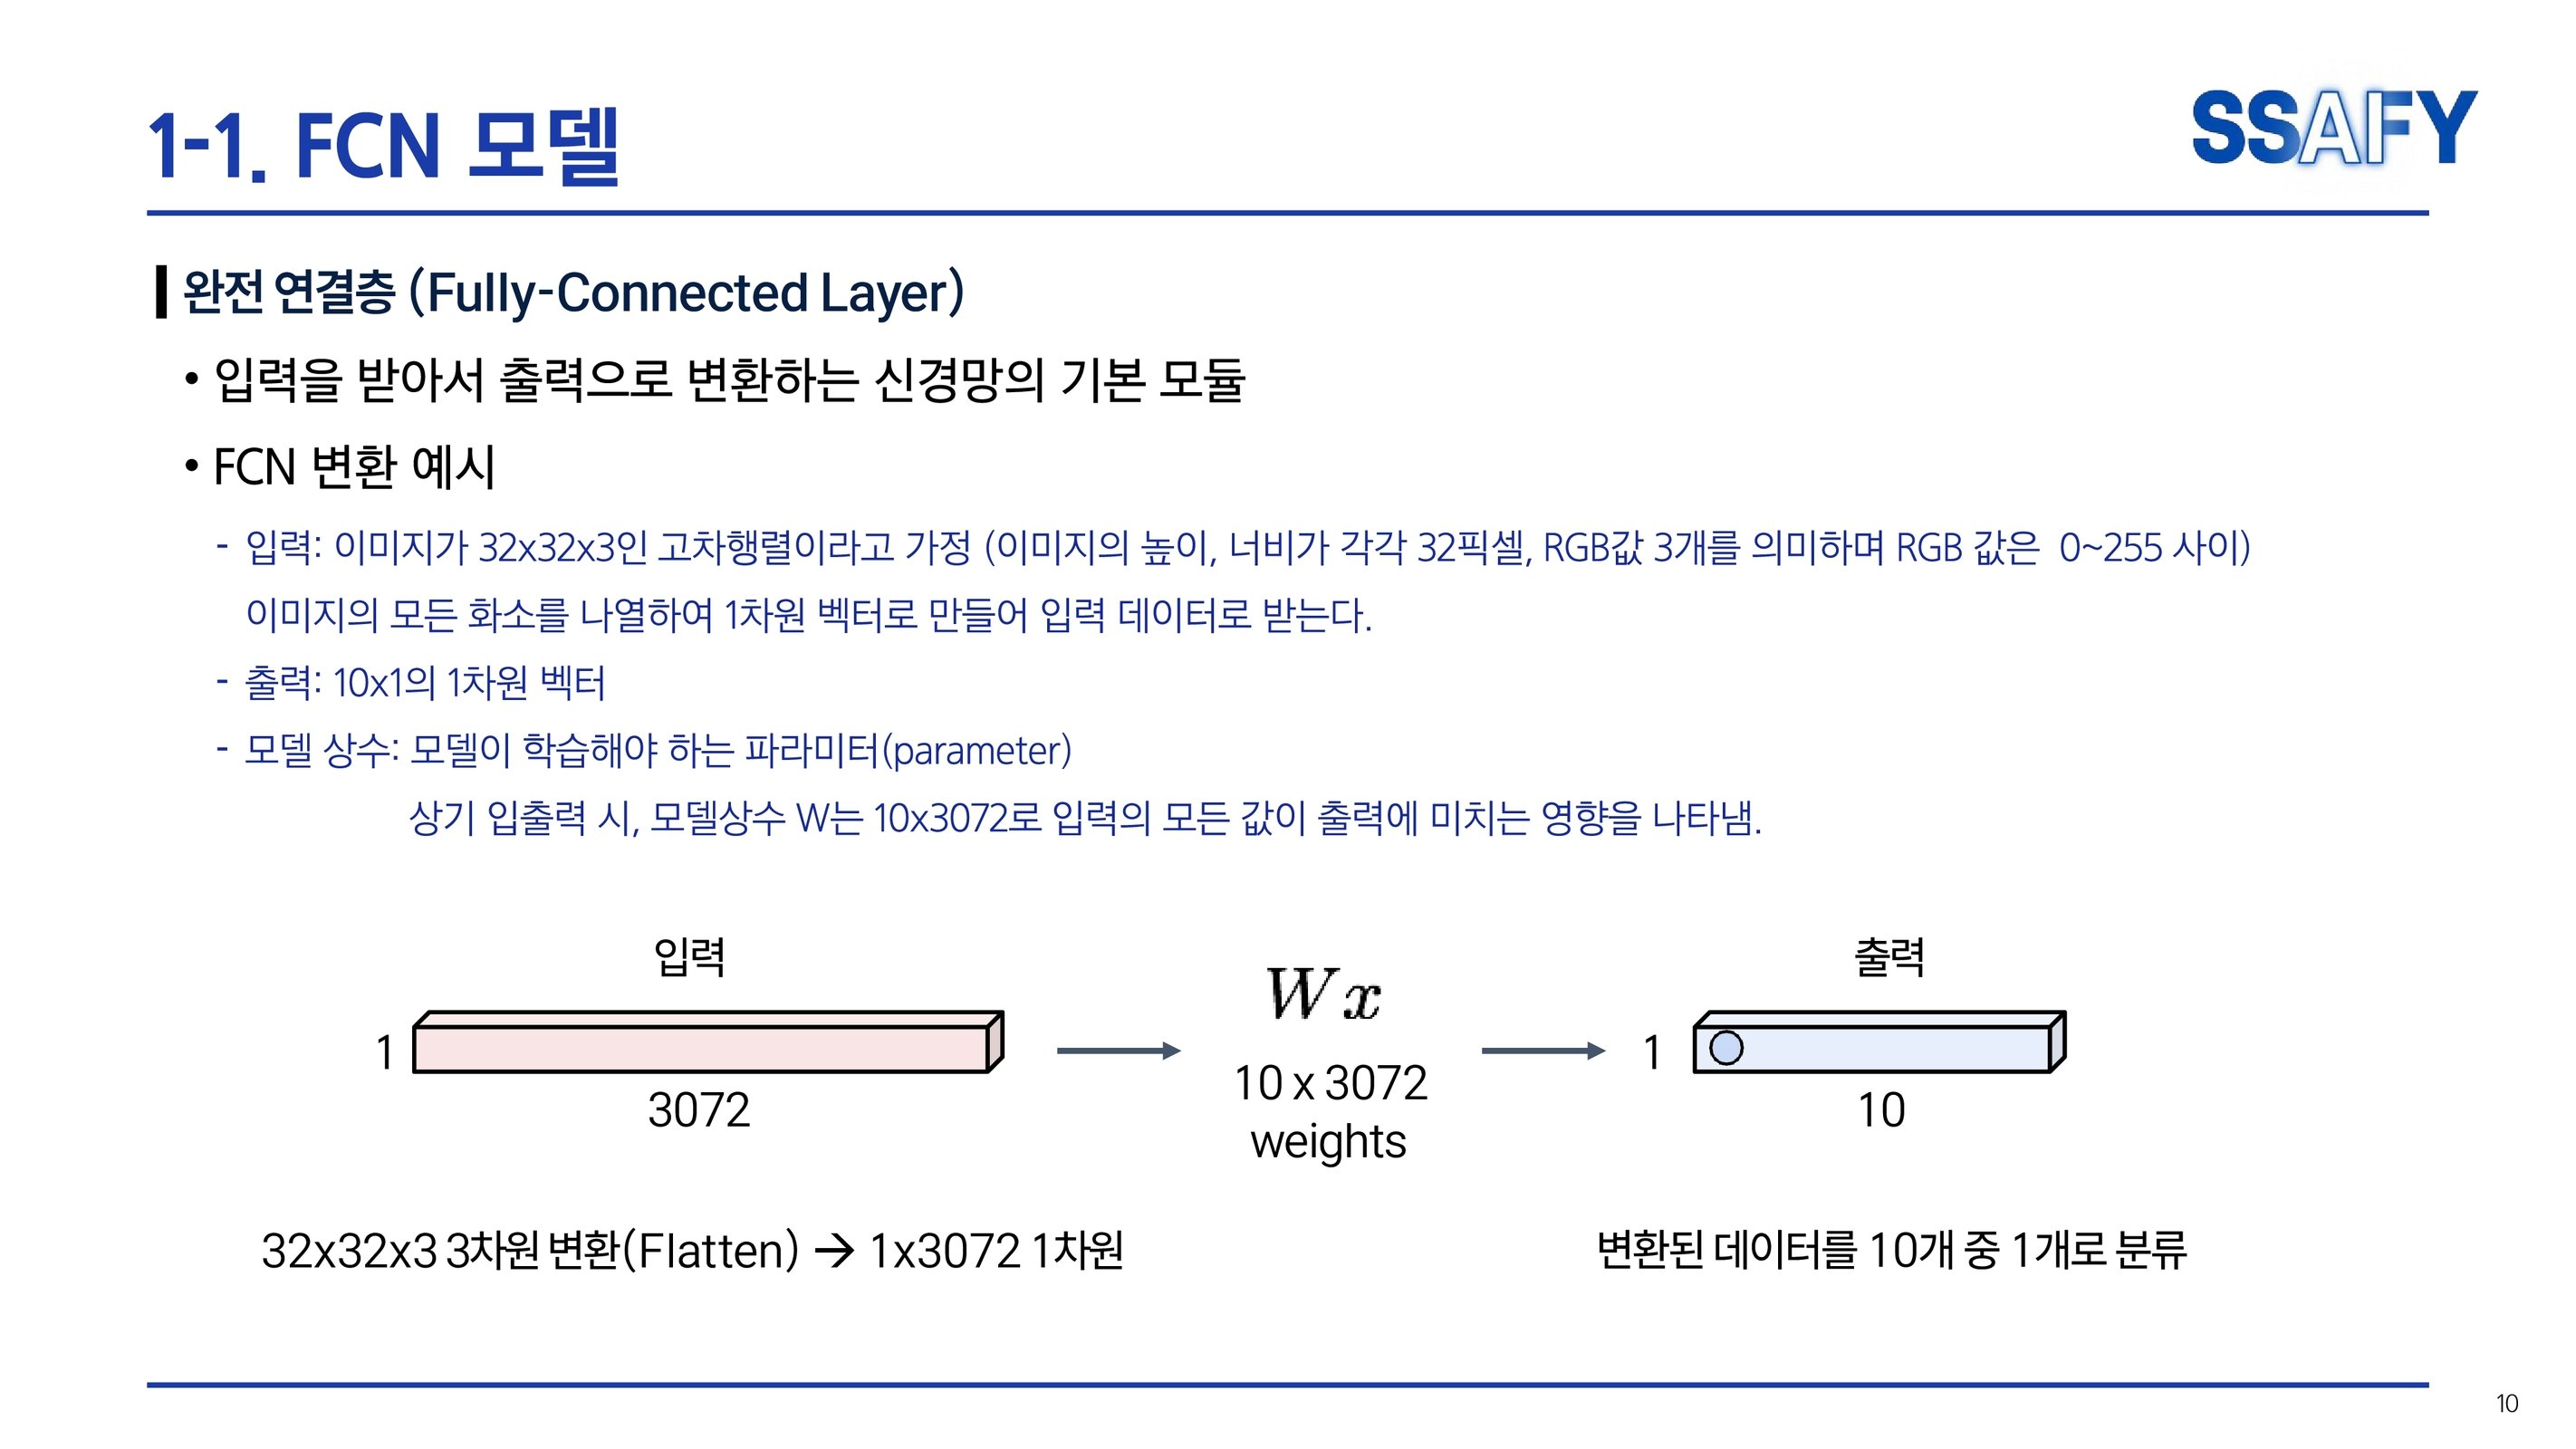 1-1. FCN 모델
SSAFY
완전 연결층 (Fully-Connected Layer)
• 입력을 받아서 출력으로 변환하는 신경망의 기본 모듈
• FCN 변환 예시
- 입력: 이미지가 32x32x3인 고차행렬이라고 가정 (이미지의 높이, 너비가 각각 32픽셀, RGB값 3개를 의미하며 RGB 값은 0~255 사이)
이미지의 모든 화소를 나열하여 1차원 벡터로 만들어 입력 데이터로 받는다.
- 출력: 10x1의 1차원 벡터
- 모델 상수: 모델이 학습해야 하는 파라미터(parameter)
상기 입출력 시, 모델상수 W는 10x3072로 입력의 모든 값이 출력에 미치는 영향을 나타냄.
입력
1
3072
Wx
10 x 3072
weights
출력
1
10
32x32x3 3차원 변환(Flatten) → 1x3072 1차원
변환된 데이터를 10개 중 1개로 분류
10